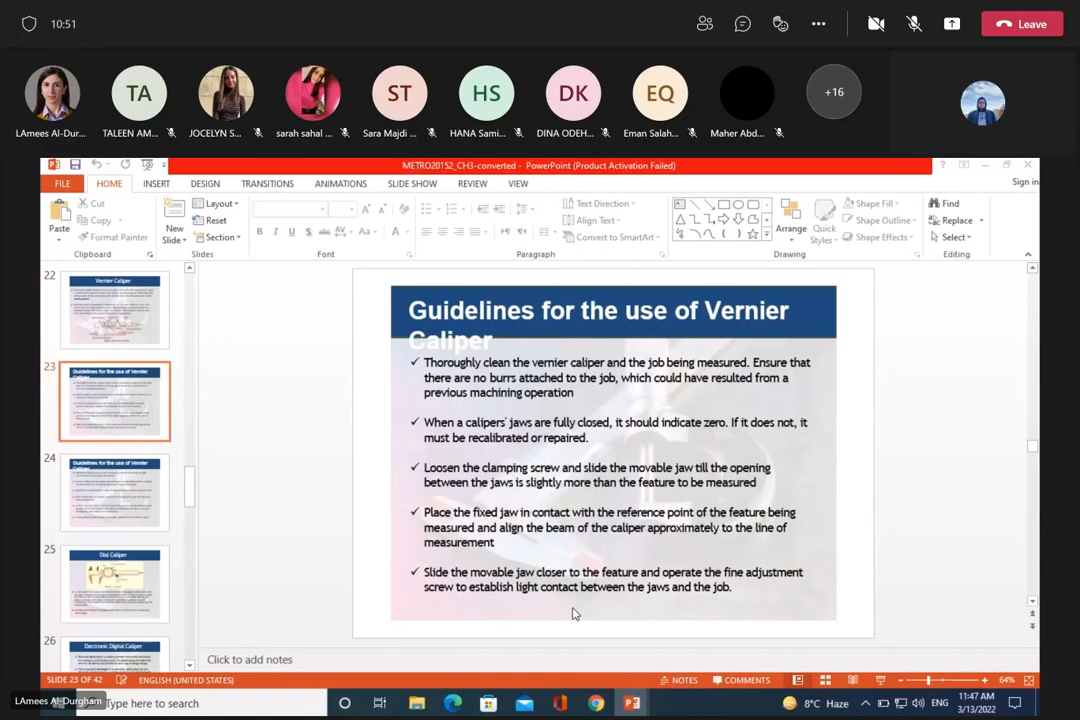 10:51
Leave
LAmees Al-Dur...
TA
TALEEN AM...
JOCELYN S...
sarah sahal ...
ST
Sara Majdi ...
HS
HANA Sami...
DK
DINA ODEH...
EQ
Eman Salah...
Maher Abd...
+16
METRO20152_CH3-converted - PowerPoint (Product Activation Failed)
FILE HOME INSERT DESIGN TRANSITIONS ANIMATIONS SLIDE SHOW REVIEW VIEW
Sign in
Paste
Cut
Copy
Format Painter
Clipboard
New Slide
Layout
Reset
Section
Slides
B I U S abc AV Aa A
Font
Text Direction
Align Text
Convert to SmartArt
Paragraph
Arrange
Quick Styles
Shape Fill
Shape Outline
Shape Effects
Drawing
Find
Replace
Select
Editing
22
Vernier Caliper
23
Guidelines for the use of Vernier
Caliper
24
Guidelines for the use of Vernier
Caliper
25
Dial Caliper
26
Electronic Digital Caliper
Guidelines for the use of Vernier
Caliper
✓ Thoroughly clean the vernier caliper and the job being measured. Ensure that
there are no burrs attached to the job, which could have resulted from a
previous machining operation
✓ When a calipers' jaws are fully closed, it should indicate zero. If it does not, it
must be recalibrated or repaired.
✓ Loosen the clamping screw and slide the movable jaw till the opening
between the jaws is slightly more than the feature to be measured
✓ Place the fixed jaw in contact with the reference point of the feature being
measured and align the beam of the caliper approximately to the line of
measurement
✓ Slide the movable jaw closer to the feature and operate the fine adjustment
screw to establish light contact between the jaws and the job.
Click to add notes
SLIDE 23 OF 42 ENGLISH (UNITED STATES) NOTES COMMENTS 64%
LAmees Al-Durgham
Type here to search
8°C Haze
ENG
11:47 AM
3/13/2022